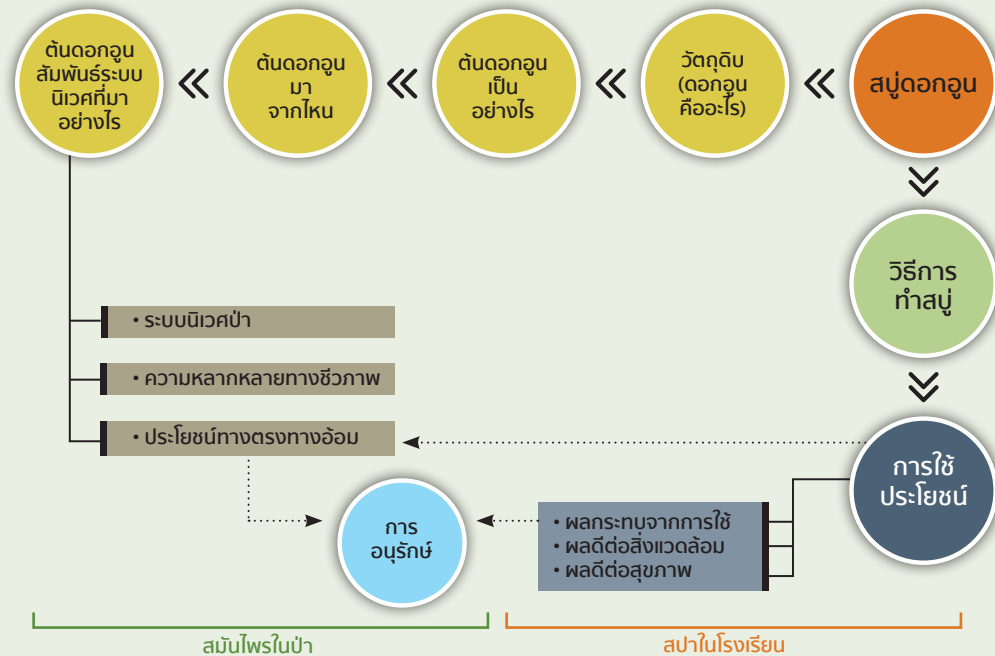 ต้นดอกอูน
สัมพันธ์ระบบ
นิเวศที่มา
อย่างไร
ต้นดอกอูน
มา
จากไหน
ต้นดอกอูน
เป็น
อย่างไร
วัตถุดิบ
(ดอกอูน
คืออะไร)
สบู่ดอกอูน
วิธีการ
ทำสบู่
• ระบบนิเวศป่า
• ความหลากหลายทางชีวภาพ
• ประโยชน์ทางตรงทางอ้อม
การใช้
ประโยชน์
การ
อนุรักษ์
• ผลกระทบจากการใช้
• ผลดีต่อสิ่งแวดล้อม
• ผลดีต่อสุขภาพ
สมันไพรในป่า
สปาในโรงเรียน